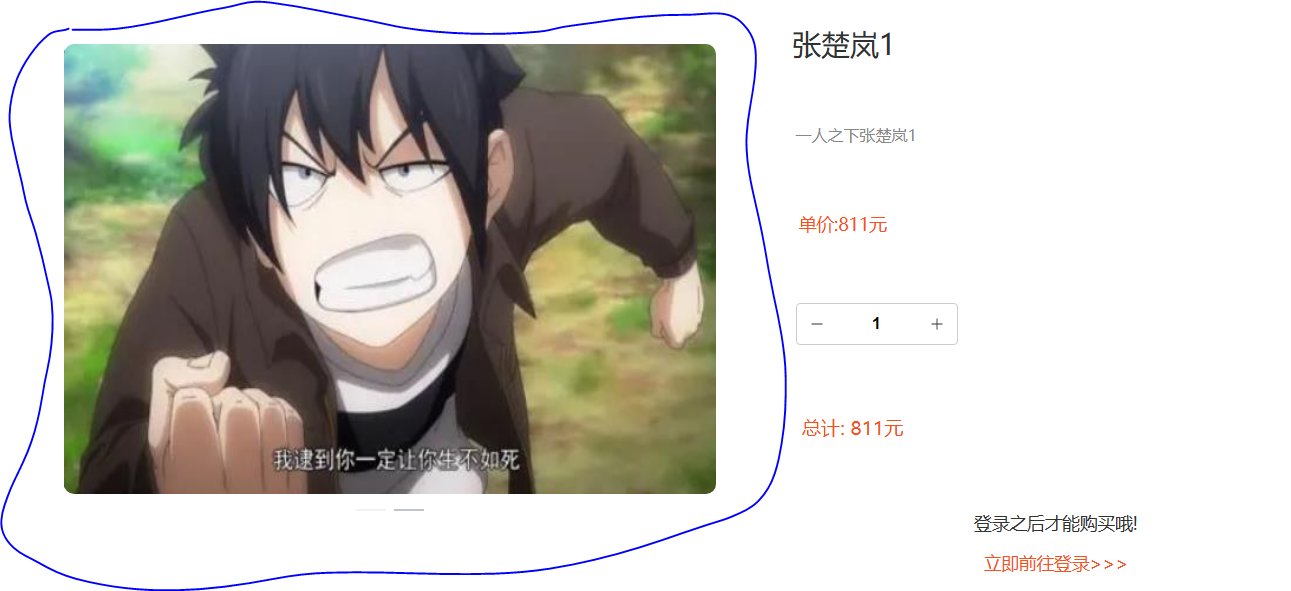 张楚岚1
一人之下张楚岚1
单价:811元
1
总计: 811元
我逮到你一定让你生不如死
登录之后才能购买哦!
立即前往登录>>>